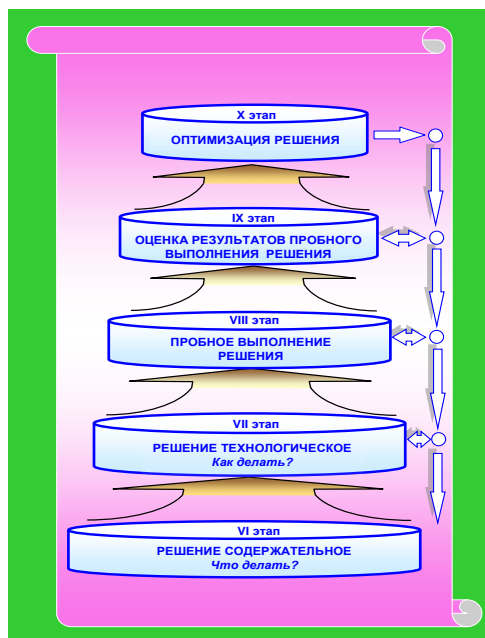 X этап
ОПТИМИЗАЦИЯ РЕШЕНИЯ
IX этап
ОЦЕНКА РЕЗУЛЬТАТОВ ПРОБНОГО
ВЫПОЛНЕНИЯ РЕШЕНИЯ
VIII этап
ПРОБНОЕ ВЫПОЛНЕНИЕ
РЕШЕНИЯ
VII этап
РЕШЕНИЕ ТЕХНОЛОГИЧЕСКОЕ
Как делать?
VI этап
РЕШЕНИЕ СОДЕРЖАТЕЛЬНОЕ
Что делать?